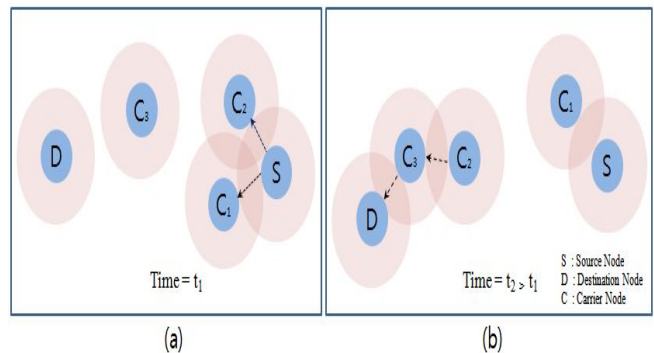 D
C₃
C₂
S
C₁
Time = t₁
(a)
C₁
C₃
C₂
S
D
S : Source Node
D : Destination Node
C : Carrier Node
Time = t₂ > t₁
(b)